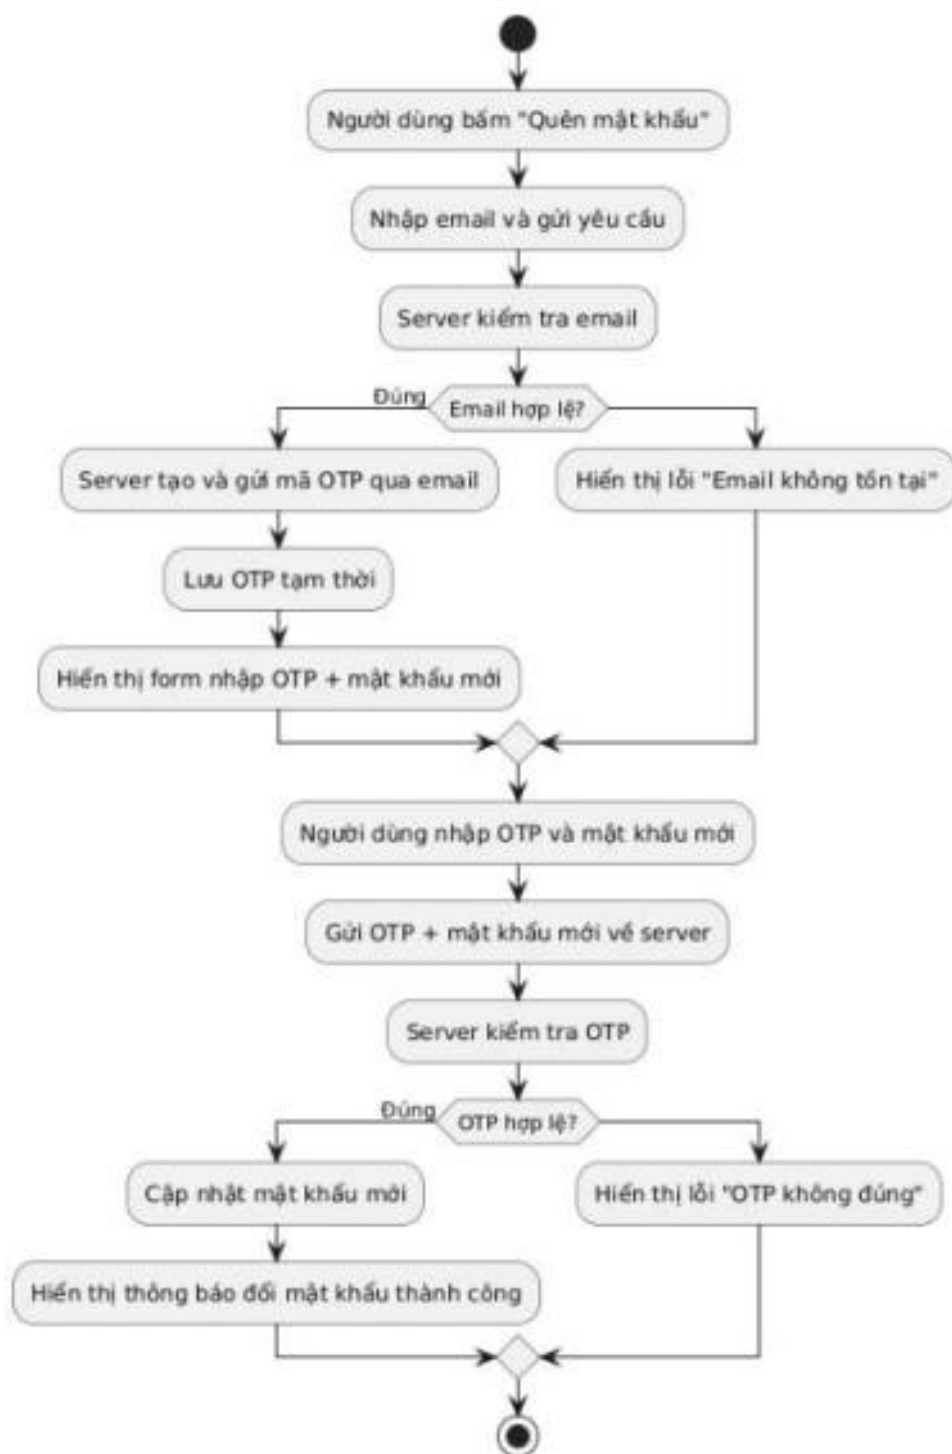 Người dùng bấm "Quên mật khẩu"
Nhập email và gửi yêu cầu
Server kiểm tra email
Đúng
Email hợp lệ?
Server tạo và gửi mã OTP qua email
Hiển thị lỗi "Email không tồn tại"
Lưu OTP tạm thời
Hiển thị form nhập OTP + mật khẩu mới
Người dùng nhập OTP và mật khẩu mới
Gửi OTP + mật khẩu mới về server
Server kiểm tra OTP
Đúng
OTP hợp lệ?
Cập nhật mật khẩu mới
Hiển thị lỗi "OTP không đúng"
Hiển thị thông báo đổi mật khẩu thành công